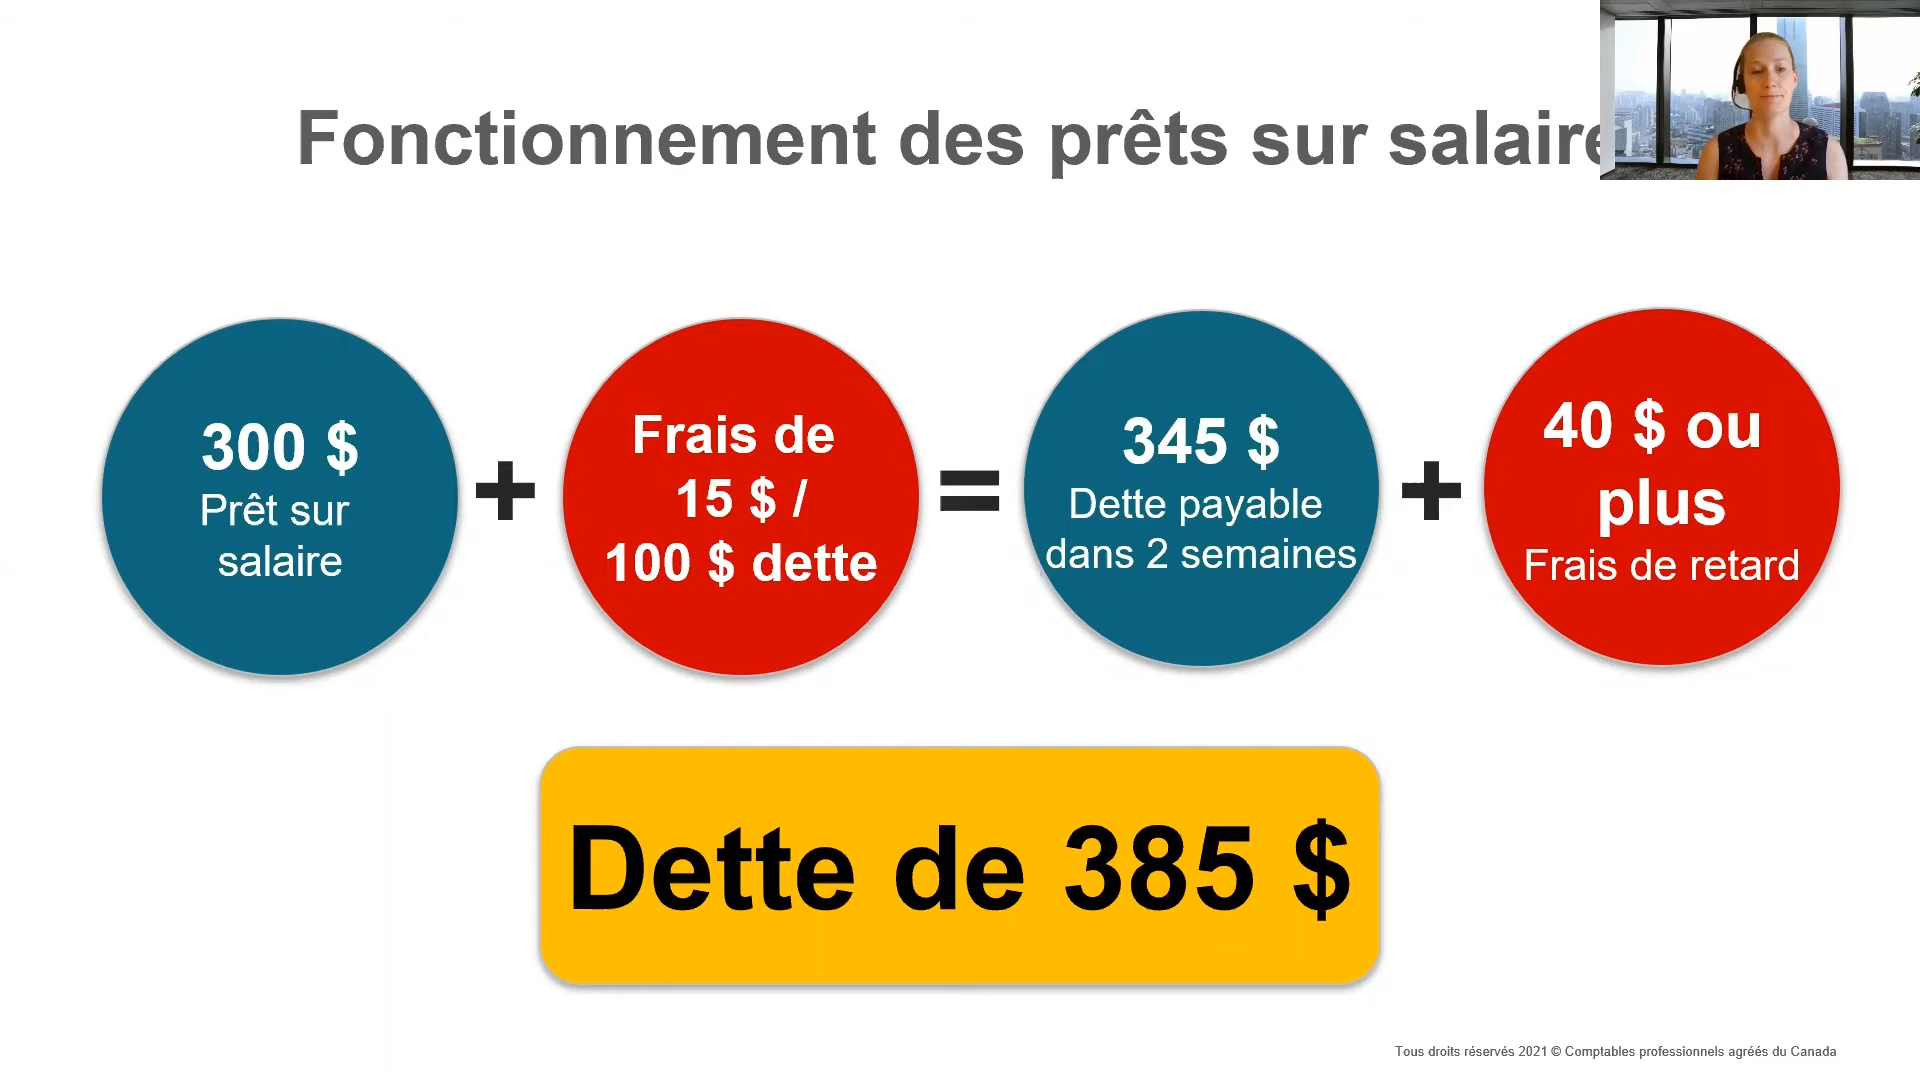 Fonctionnement des prêts sur salaire
300 $
Prêt sur
salaire
+
Frais de
15 $ /
100 $ dette
=
345 $
Dette payable
dans 2 semaines
+
40 $ ou
plus
Frais de retard
Dette de 385 $
Tous droits réservés 2021 © Comptables professionnels agréés du Canada